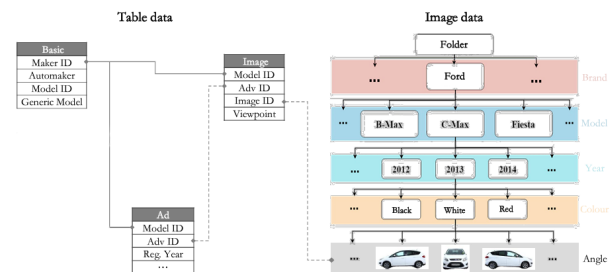 Table data
Image data
Basic
Maker ID
Automaker
Model ID
Generic Model
Image
Model ID
Adv ID
Image ID
Viewpoint
Ad
Model ID
Adv ID
Reg. Year
...
Folder
... Ford ... Brand
... B-Max C-Max Fiesta ... Model
... 2012 2013 2014 ... Year
... Black White Red ... Colour
... ... Angle